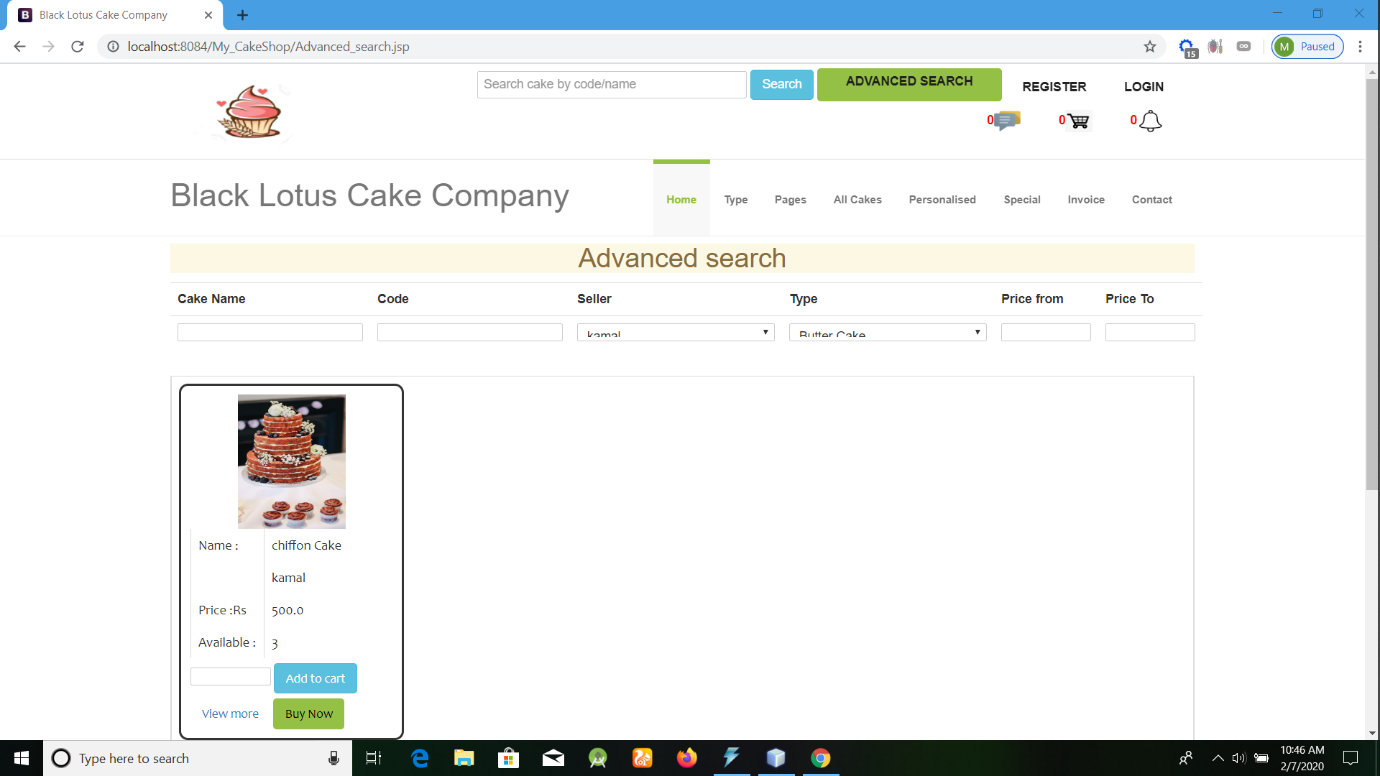 B Black Lotus Cake Company
localhost:8084/My_CakeShop/Advanced_search.jsp
15
M Paused
Search cake by code/name Search ADVANCED SEARCH REGISTER LOGIN
0 0 0
Black Lotus Cake Company
Home Type Pages All Cakes Personalised Special Invoice Contact
Advanced search
Cake Name Code Seller Type Price from Price To
kamal Butter Cake
Name : chiffon Cake
kamal
Price :Rs 500.0
Available : 3
Add to cart
View more Buy Now
Type here to search
10:46 AM
2/7/2020